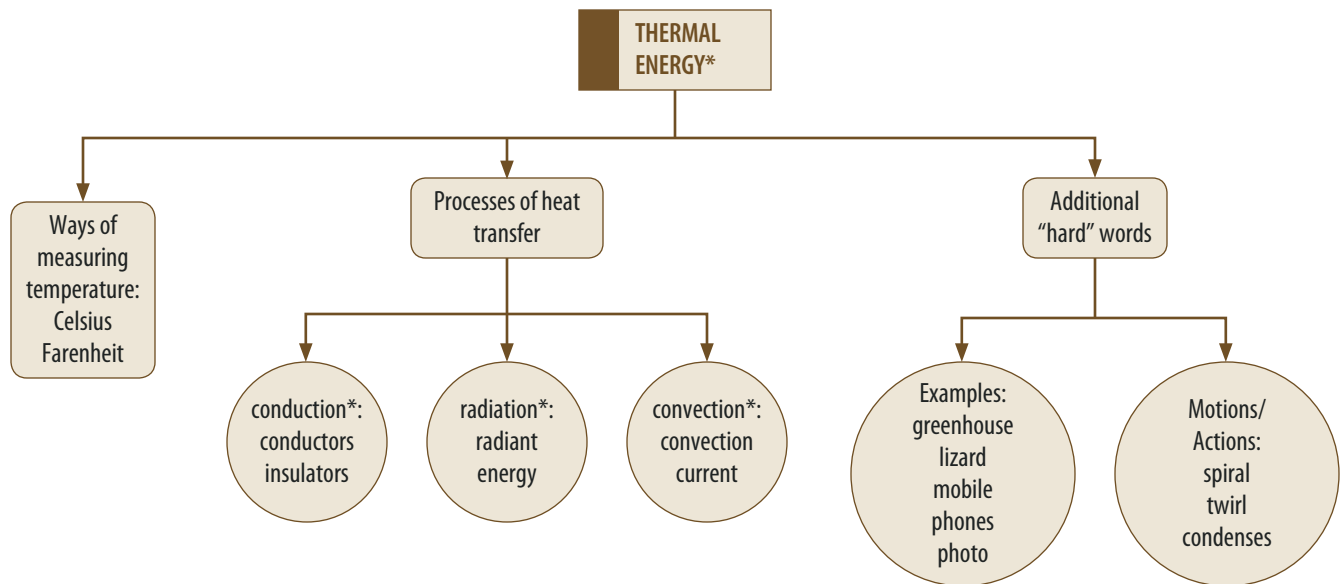 THERMAL
ENERGY*
Ways of
measuring
temperature:
Celsius
Farenheit
Processes of heat
transfer
conduction*:
conductors
insulators
radiation*:
radiant
energy
convection*:
convection
current
Additional
“hard” words
Examples:
greenhouse
lizard
mobile
phones
photo
Motions/
Actions:
spiral
twirl
condenses